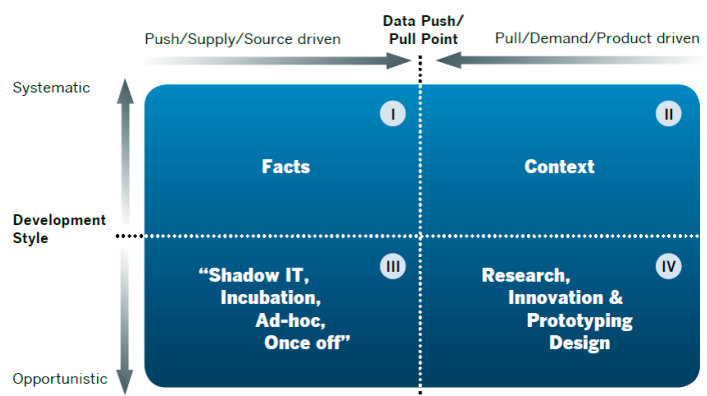 Data Push/
Pull Point
Push/Supply/Source driven
Pull/Demand/Product driven
Systematic
I
II
Facts
Context
Development
Style
III
IV
“Shadow IT,
Incubation,
Ad-hoc,
Once off”
Research,
Innovation &
Prototyping
Design
Opportunistic